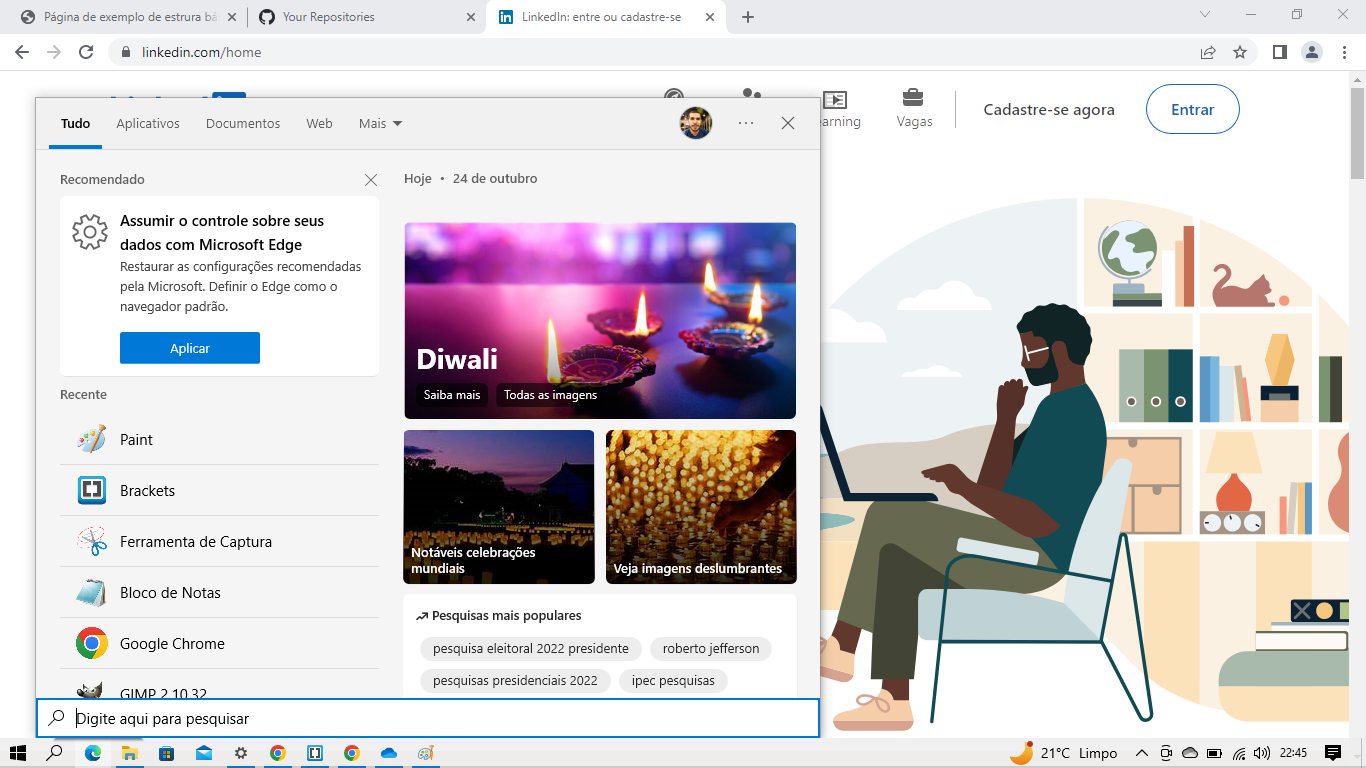 Página de exemplo de estrura bá
Your Repositories
LinkedIn: entre ou cadastre-se
linkedin.com/home
earning
Vagas
Cadastre-se agora
Entrar
Tudo
Aplicativos
Documentos
Web
Mais
Recomendado
Assumir o controle sobre seus
dados com Microsoft Edge
Restaurar as configurações recomendadas
pela Microsoft. Definir o Edge como o
navegador padrão.
Aplicar
Recente
Paint
Brackets
Ferramenta de Captura
Bloco de Notas
Google Chrome
GIMP 2.10.32
Hoje • 24 de outubro
Diwali
Saiba mais
Todas as imagens
Notáveis celebrações
mundiais
Veja imagens deslumbrantes
Pesquisas mais populares
pesquisa eleitoral 2022 presidente
roberto jefferson
pesquisas presidenciais 2022
ipec pesquisas
Digite aqui para pesquisar
21°C Limpo
22:45